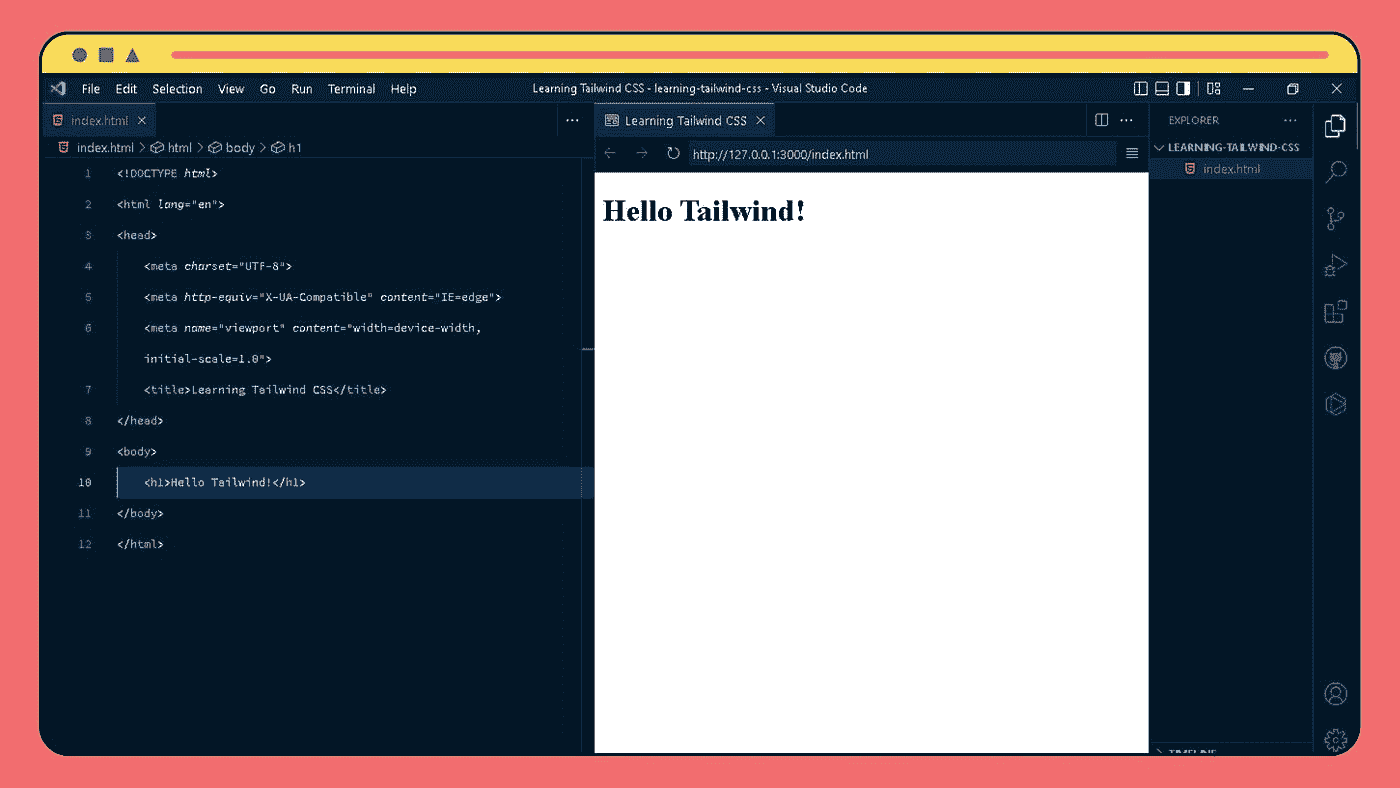 File Edit Selection View Go Run Terminal Help
Learning Tailwind CSS - learning-tailwind-css - Visual Studio Code
index.html
index.html > html > body > h1
1 <!DOCTYPE html>
2 <html lang="en">
3 <head>
4 <meta charset="UTF-8">
5 <meta http-equiv="X-UA-Compatible" content="IE=edge">
6 <meta name="viewport" content="width=device-width,
initial-scale=1.0">
7 <title>Learning Tailwind CSS</title>
8 </head>
9 <body>
10 <h1>Hello Tailwind!</h1>
11 </body>
12 </html>
Learning Tailwind CSS
http://127.0.0.1:3000/index.html
Hello Tailwind!
EXPLORER
LEARNING-TAILWIND-CSS
index.html
TIMELINE